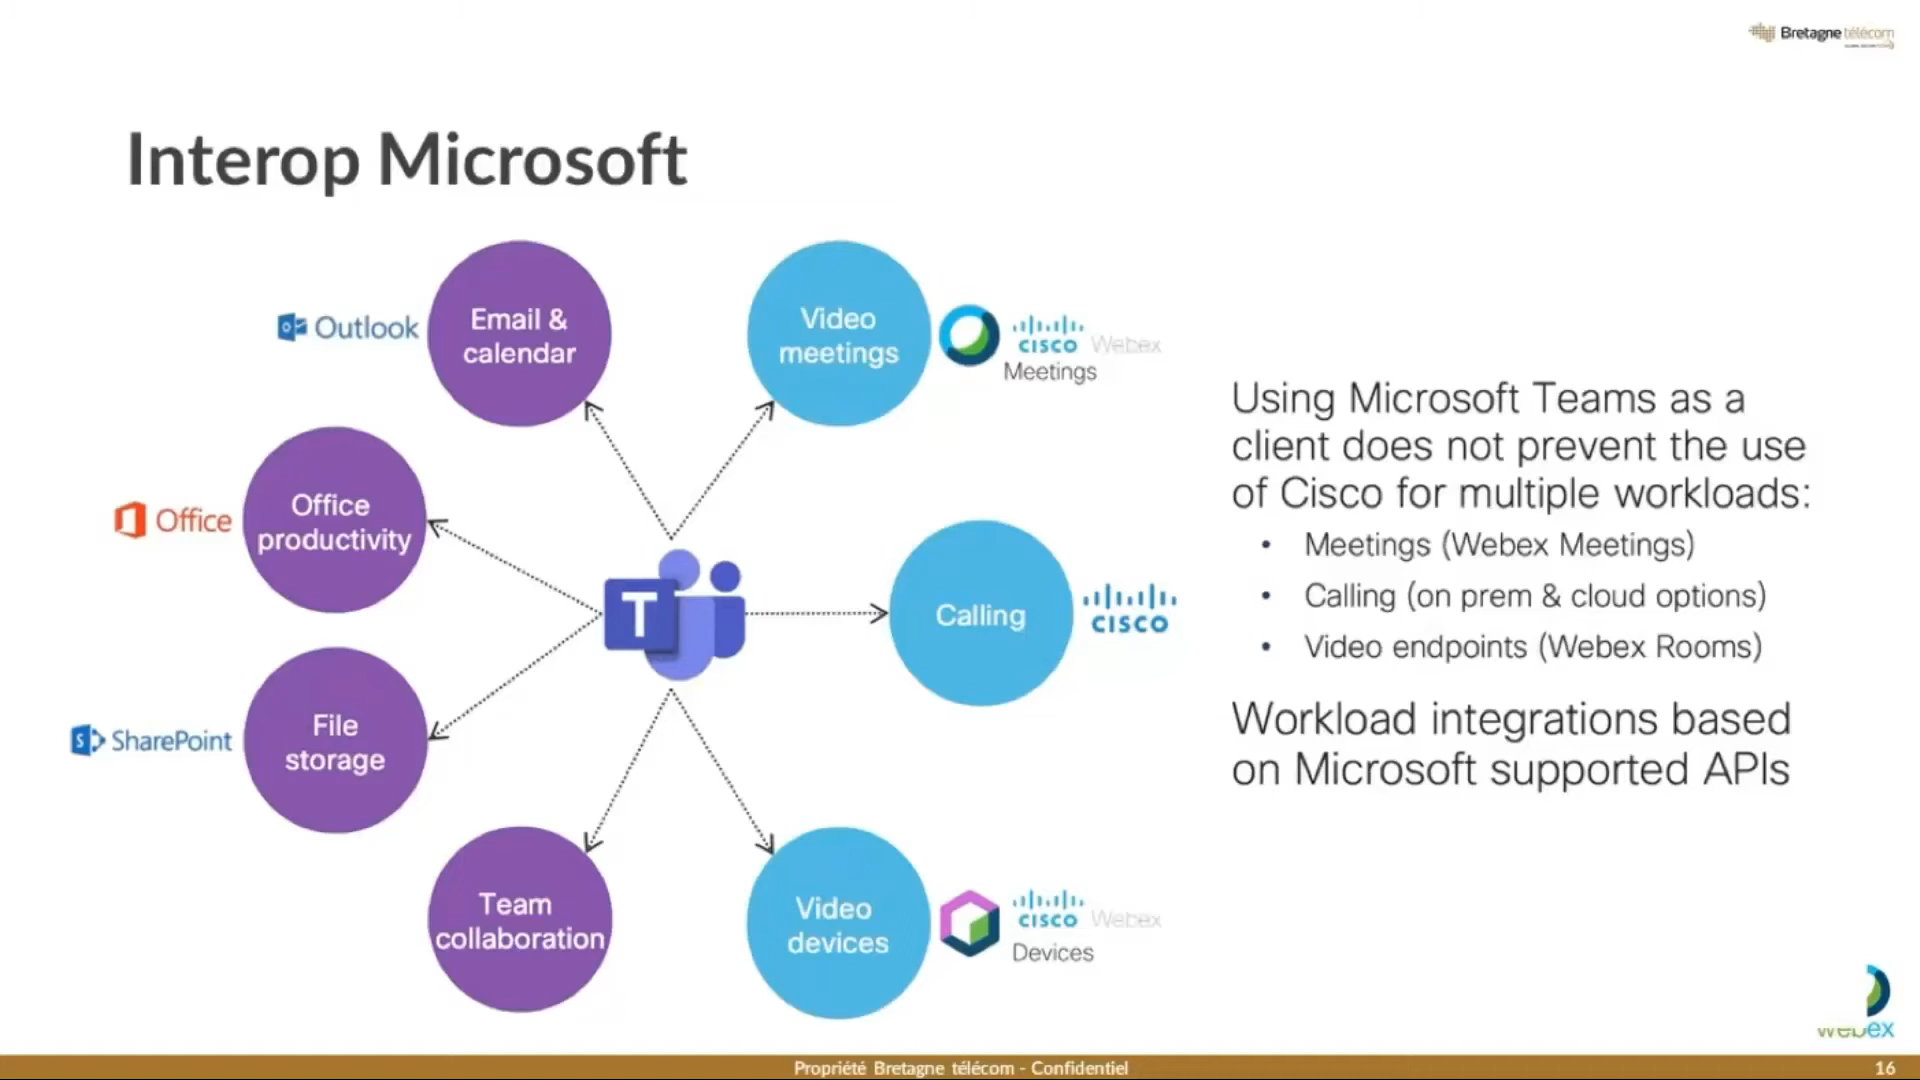 Bretagne télécom
Interop Microsoft
Outlook
Email &
calendar
Video
meetings
CISCO Webex
Meetings
Office
Office
productivity
T
Calling
CISCO
SharePoint
File
storage
Team
collaboration
Video
devices
CISCO Webex
Devices
Using Microsoft Teams as a
client does not prevent the use
of Cisco for multiple workloads:
• Meetings (Webex Meetings)
• Calling (on prem & cloud options)
• Video endpoints (Webex Rooms)
Workload integrations based
on Microsoft supported APIs
webex
Propriété Bretagne télécom - Confidentiel
16